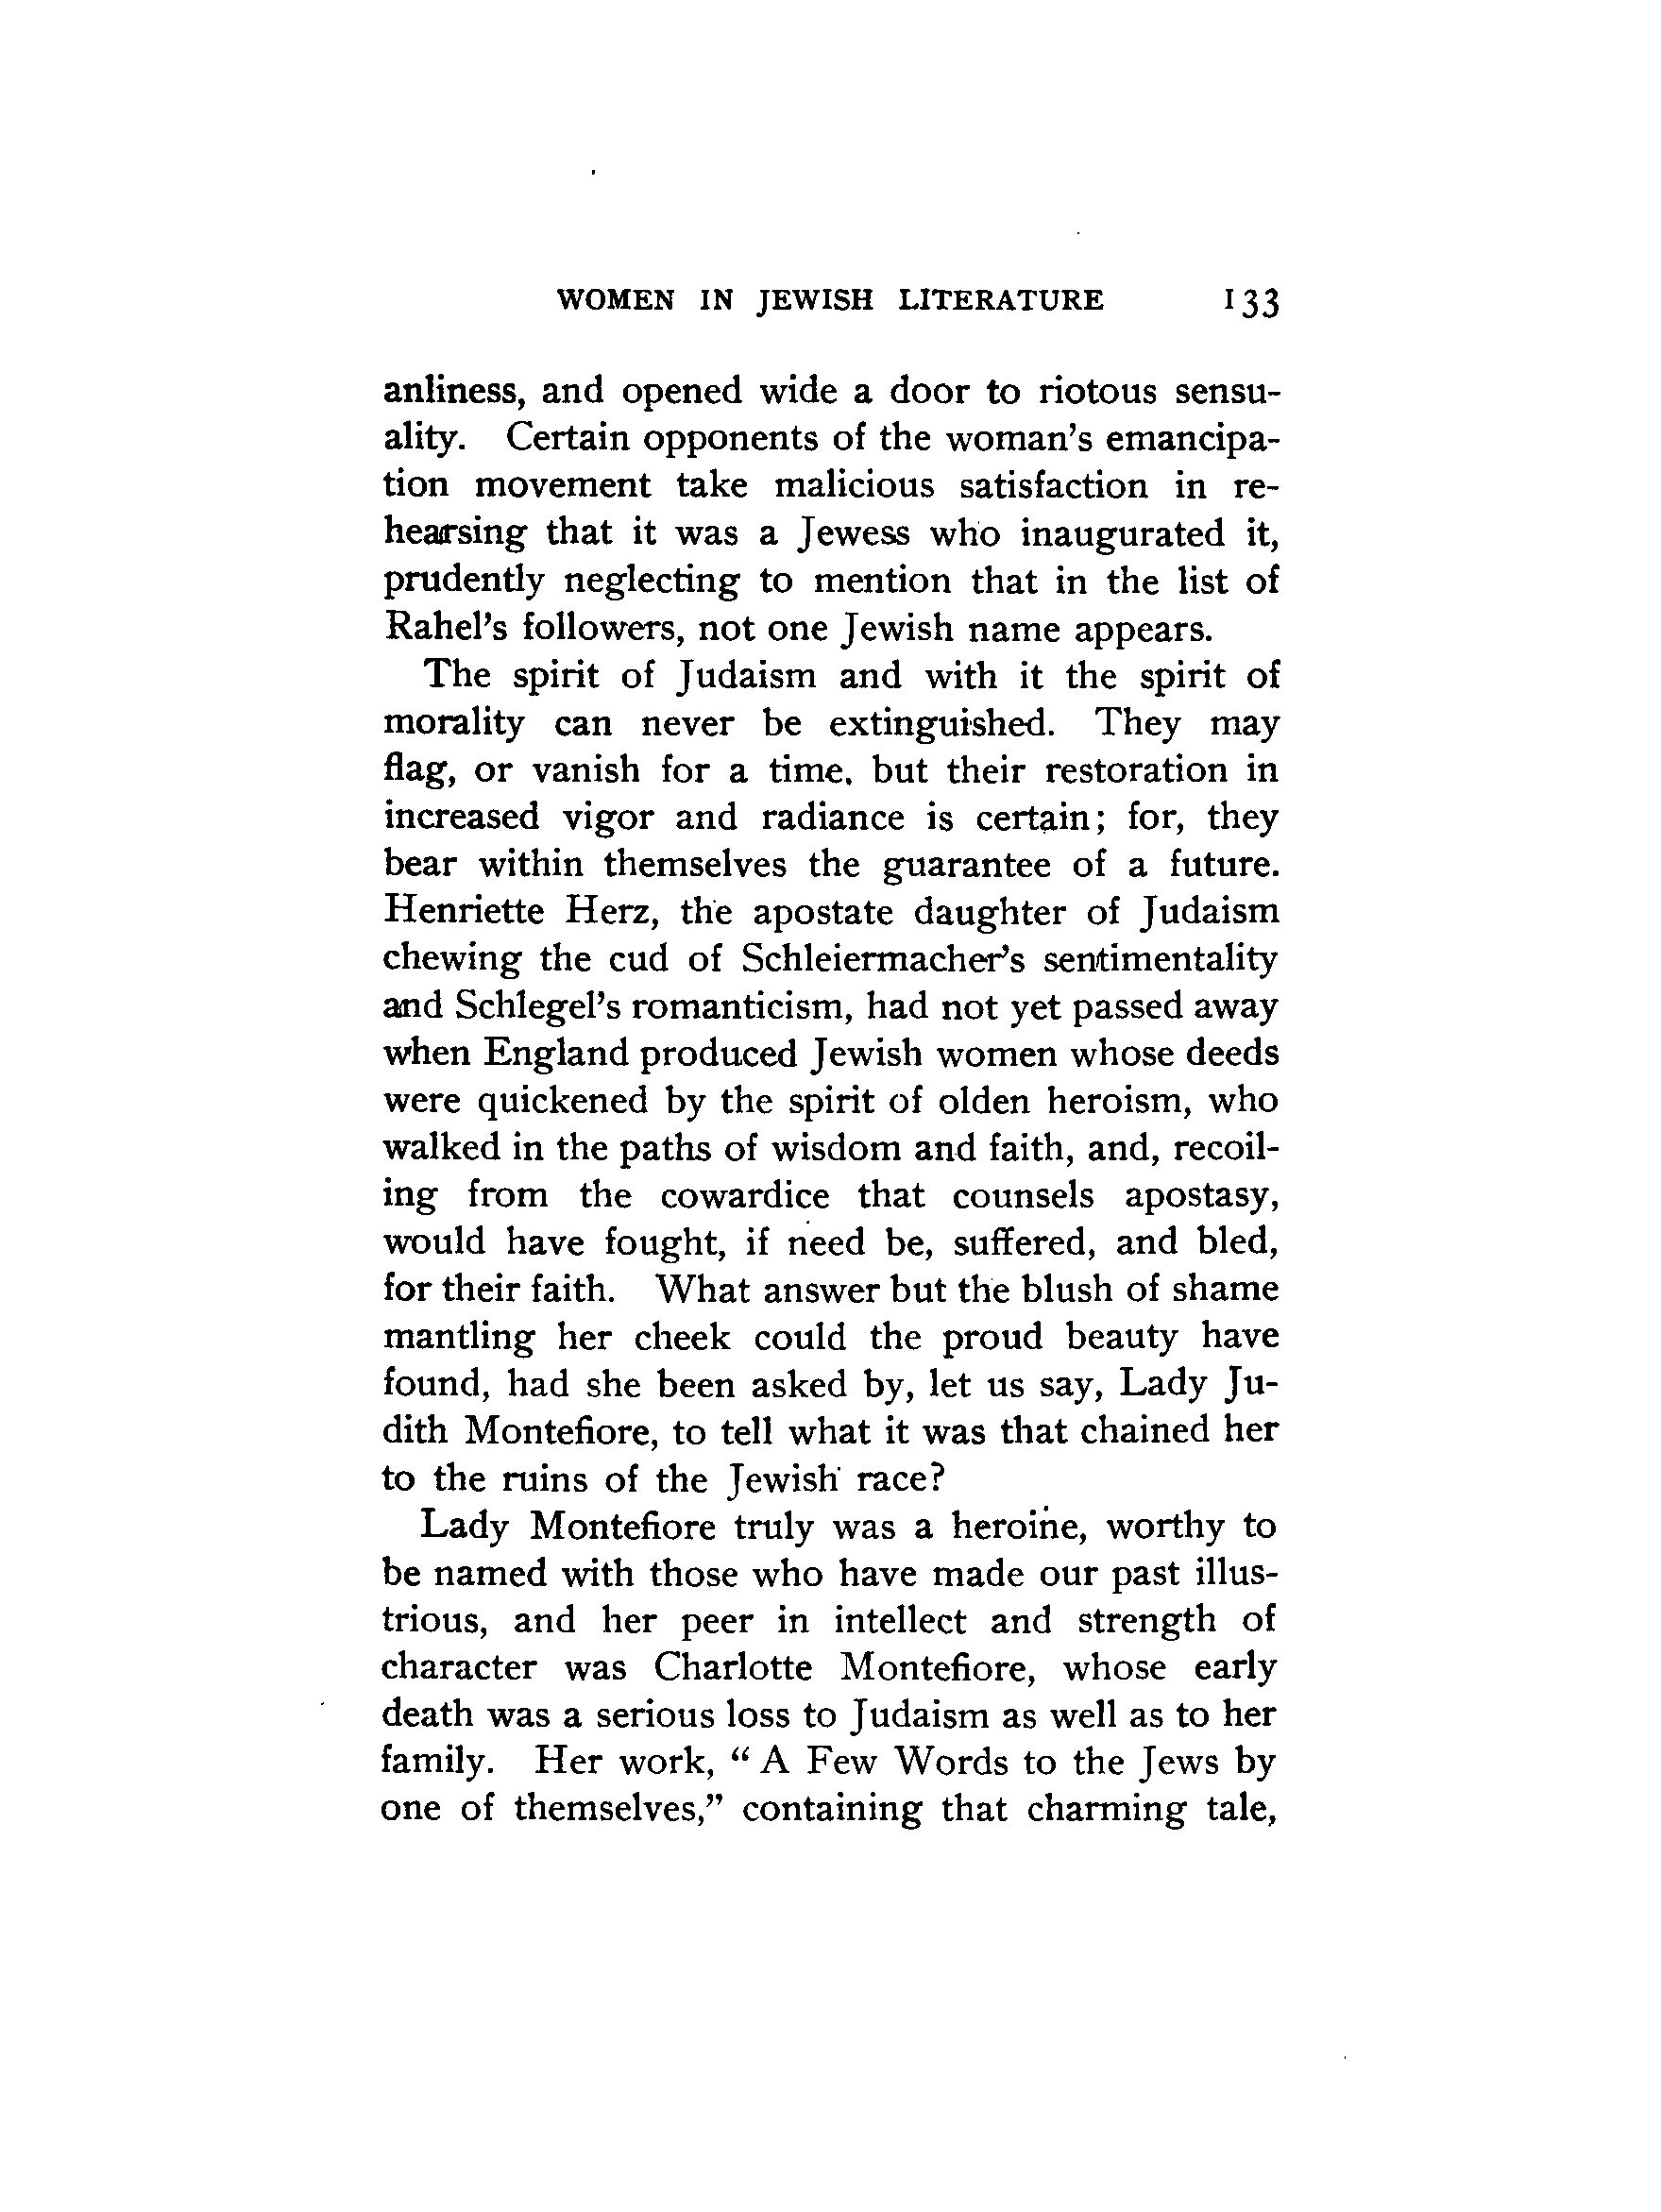 WOMEN IN JEWISH LITERATURE 133
anliness, and opened wide a door to riotous sensu-
ality. Certain opponents of the woman's emancipa-
tion movement take malicious satisfaction in re-
hearsing that it was a Jewess who inaugurated it,
prudently neglecting to mention that in the list of
Rahel's followers, not one Jewish name appears.
The spirit of Judaism and with it the spirit of
morality can never be extinguished. They may
flag, or vanish for a time, but their restoration in
increased vigor and radiance is certain; for, they
bear within themselves the guarantee of a future.
Henriette Herz, the apostate daughter of Judaism
chewing the cud of Schleiermacher's sentimentality
and Schlegel's romanticism, had not yet passed away
when England produced Jewish women whose deeds
were quickened by the spirit of olden heroism, who
walked in the paths of wisdom and faith, and, recoil-
ing from the cowardice that counsels apostasy,
would have fought, if need be, suffered, and bled,
for their faith. What answer but the blush of shame
mantling her cheek could the proud beauty have
found, had she been asked by, let us say, Lady Ju-
dith Montefiore, to tell what it was that chained her
to the ruins of the Jewish race?
Lady Montefiore truly was a heroine, worthy to
be named with those who have made our past illus-
trious, and her peer in intellect and strength of
character was Charlotte Montefiore, whose early
death was a serious loss to Judaism as well as to her
family. Her work, " A Few Words to the Jews by
one of themselves," containing that charming tale,